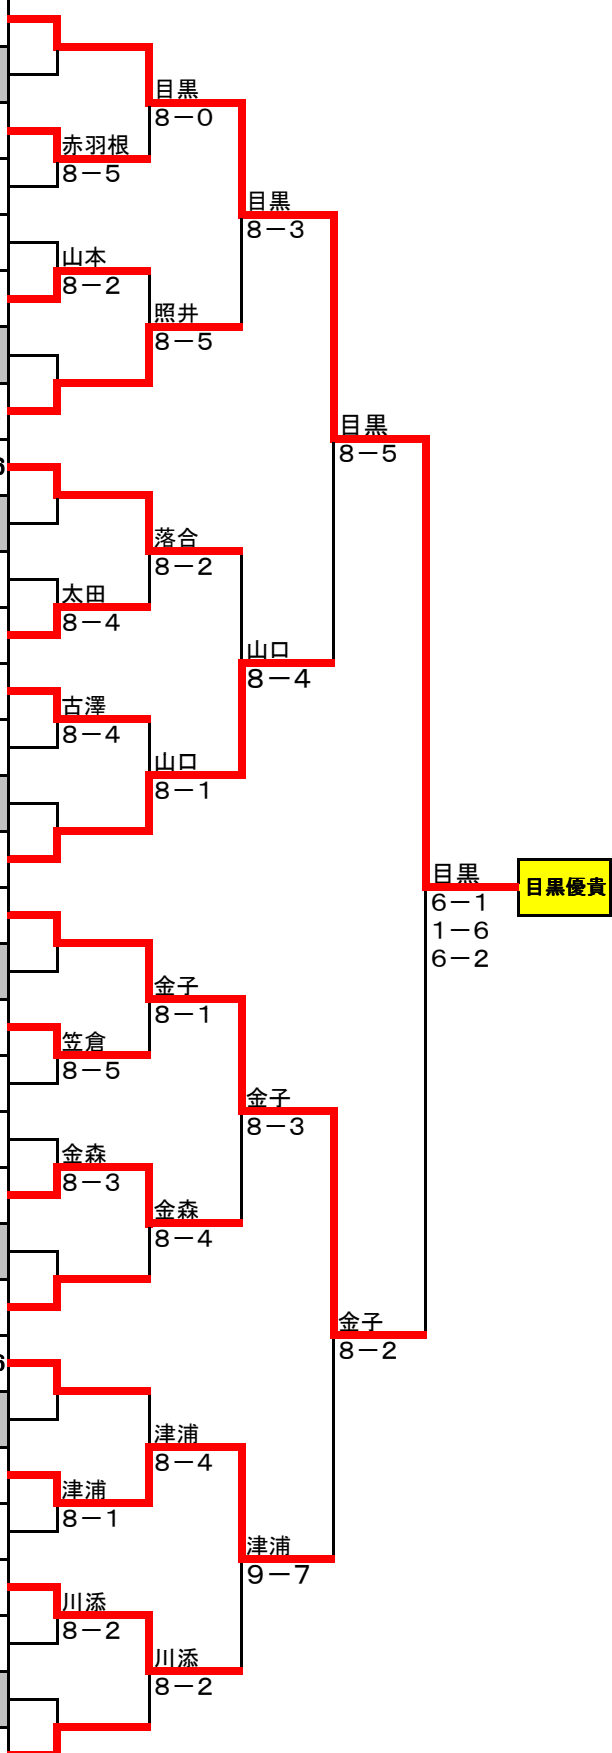 目黒
8－0
赤羽根
8－5
目黒
8－3
山本
8－2
照井
8－5
目黒
8－5
6
落合
8－2
太田
8－4
山口
8－4
古澤
8－4
山口
8－1
目黒
6－1
1－6
6－2
目黒優貴
金子
8－1
笠倉
8－5
金子
8－3
金森
8－3
金森
8－4
金子
8－2
6
津浦
8－4
津浦
8－1
津浦
9－7
川添
8－2
川添
8－2